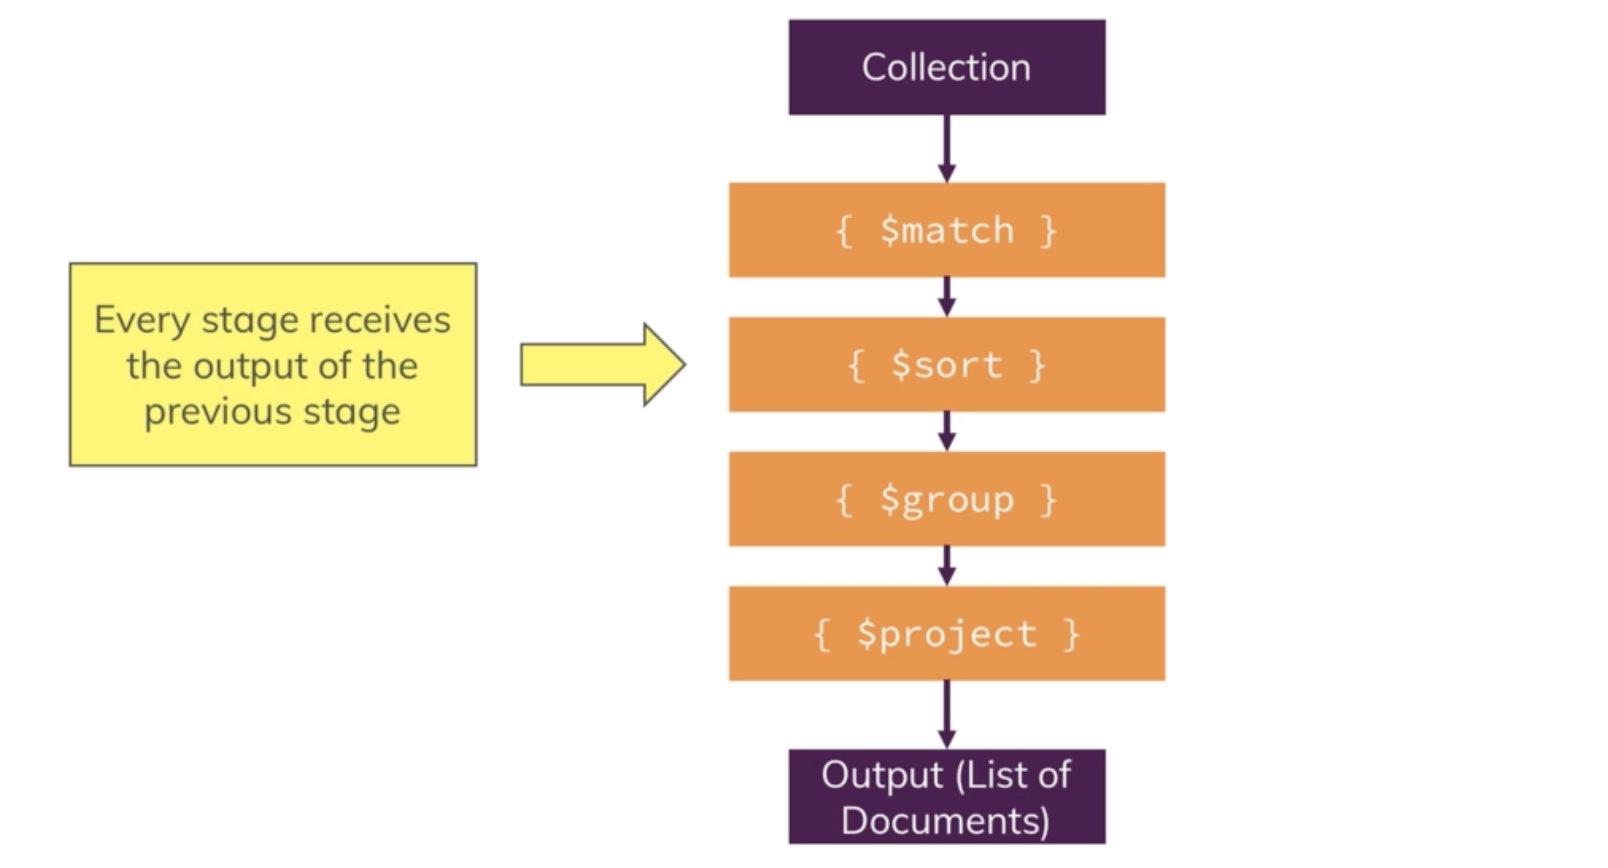 Collection
{ $match }
Every stage receives
the output of the
previous stage
{ $sort }
{ $group }
{ $project }
Output (List of
Documents)